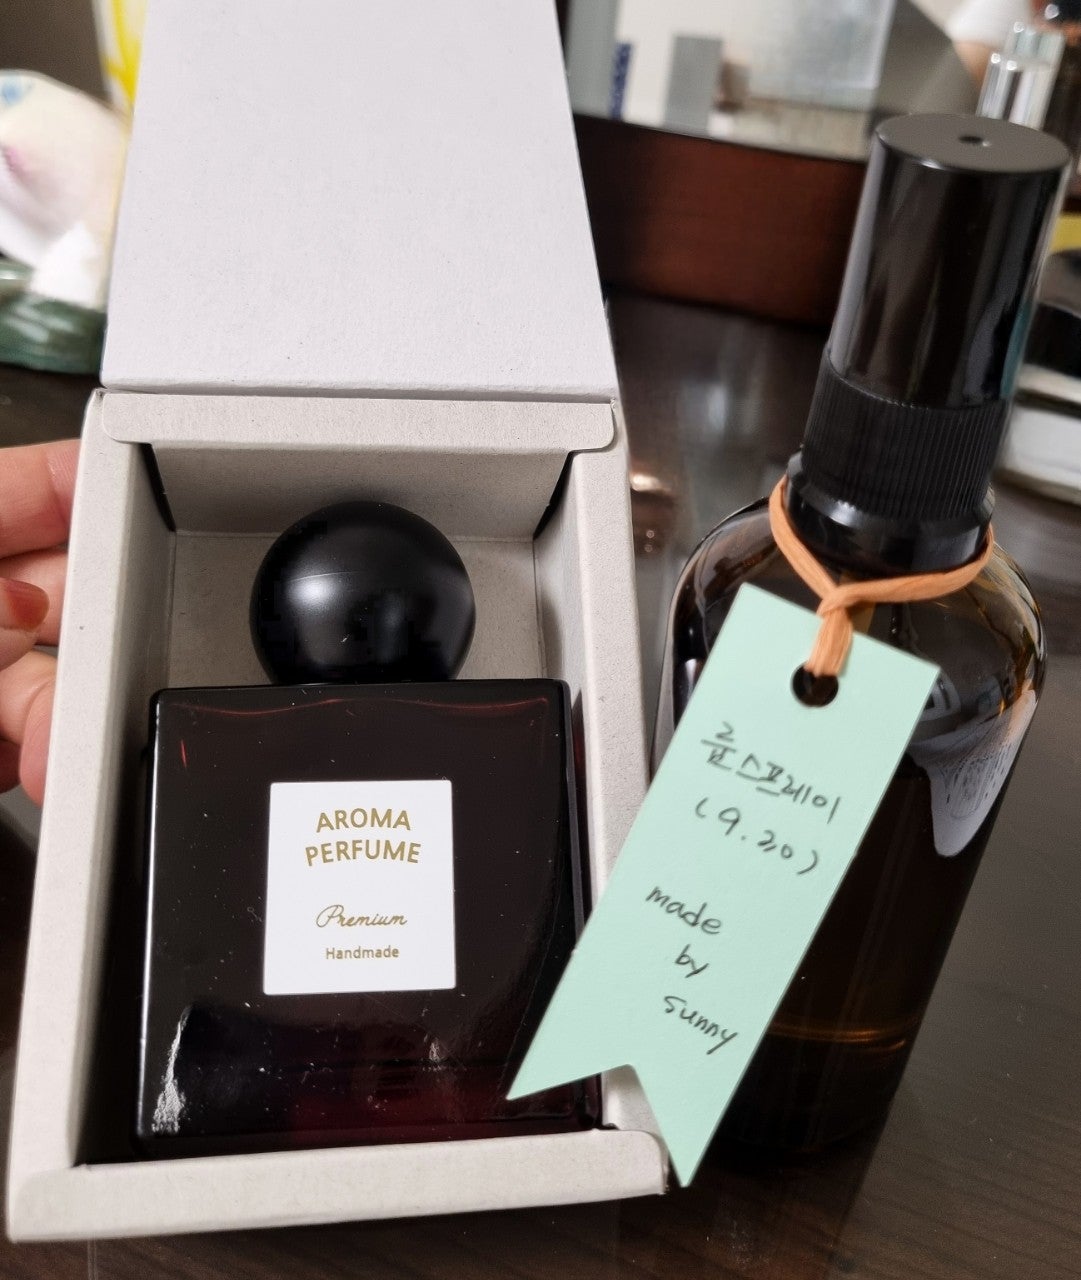 AROMA
PERFUME
Premium
Handmade
룸스프레이
(9.20)
made
by
sunny